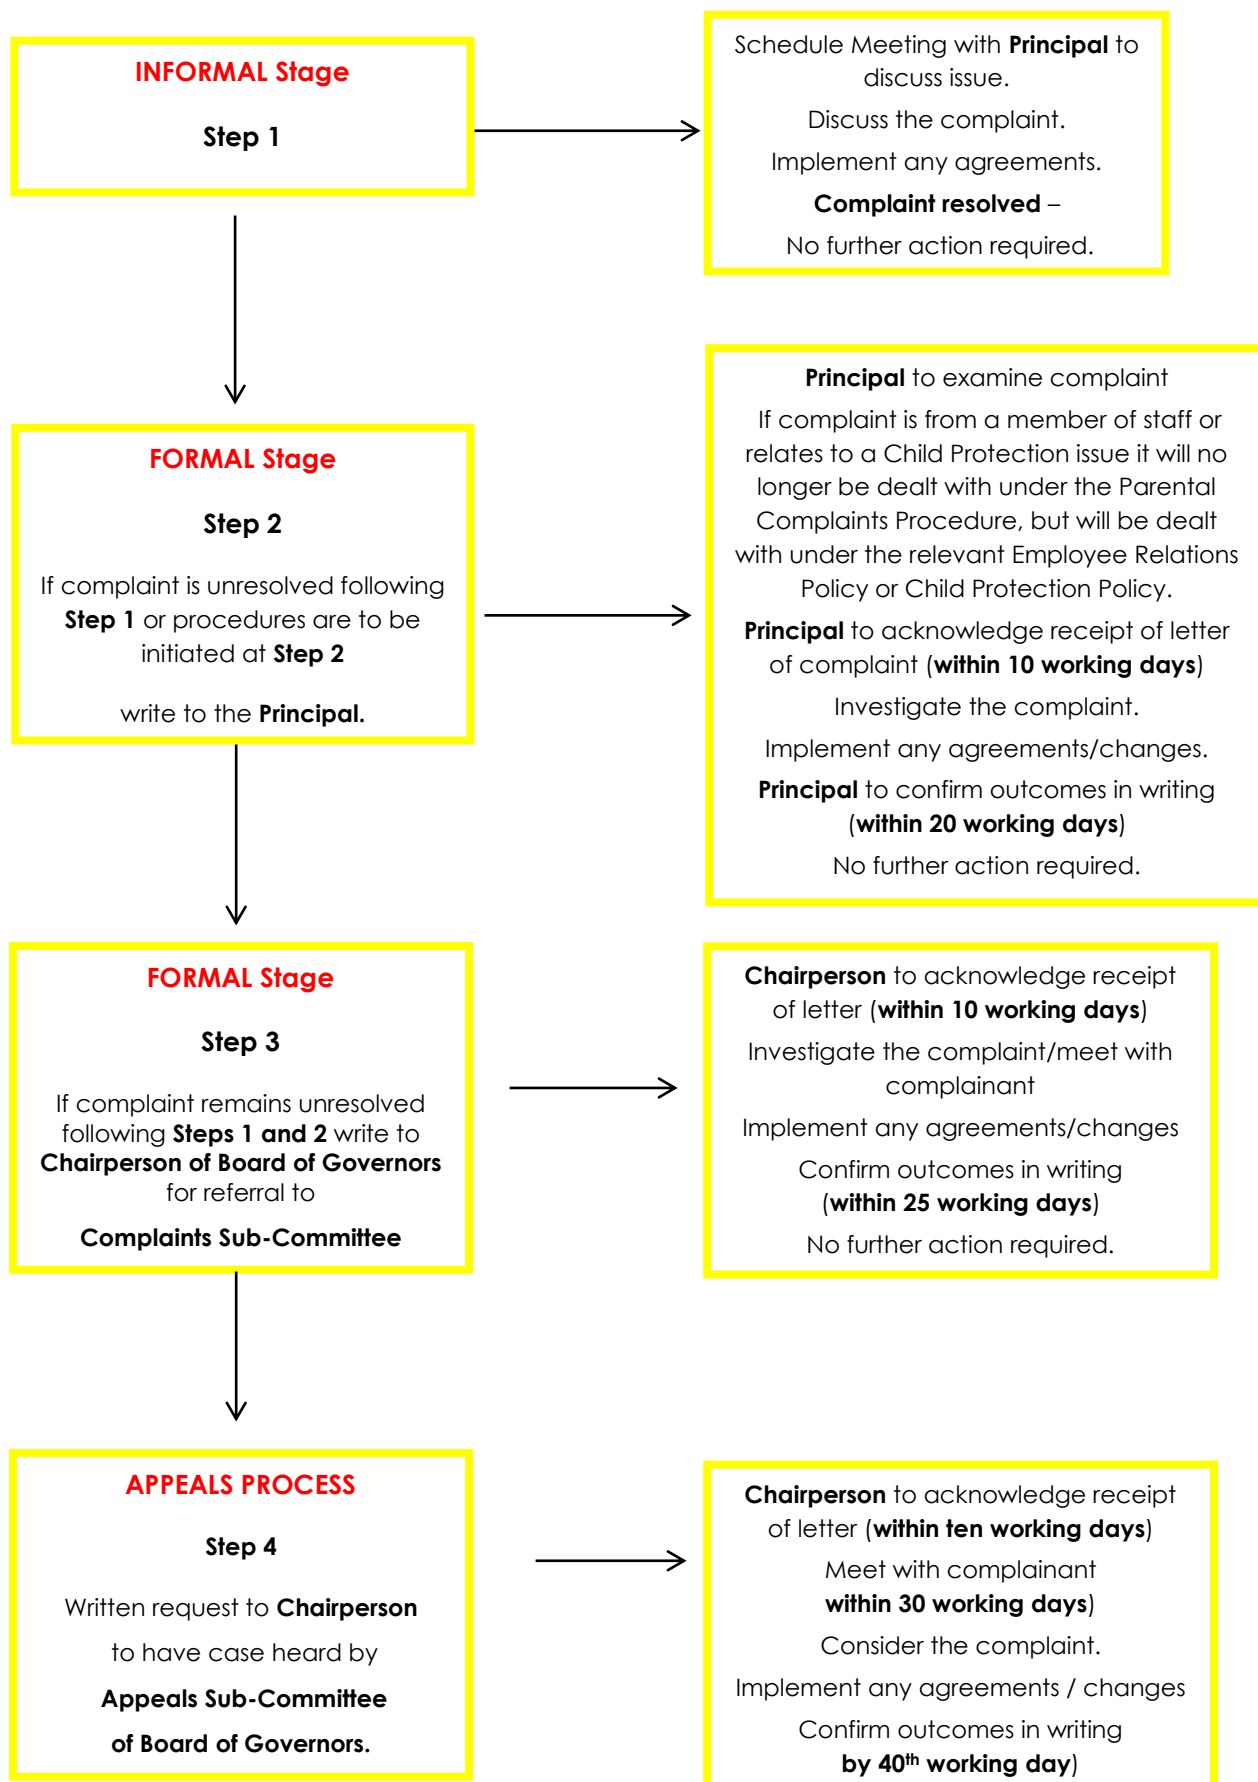 INFORMAL Stage
Step 1
Schedule Meeting with Principal to
discuss issue.
Discuss the complaint.
Implement any agreements.
Complaint resolved –
No further action required.
FORMAL Stage
Step 2
If complaint is unresolved following
Step 1 or procedures are to be
initiated at Step 2
write to the Principal.
Principal to examine complaint
If complaint is from a member of staff or
relates to a Child Protection issue it will no
longer be dealt with under the Parental
Complaints Procedure, but will be dealt
with under the relevant Employee Relations
Policy or Child Protection Policy.
Principal to acknowledge receipt of letter
of complaint (within 10 working days)
Investigate the complaint.
Implement any agreements/changes.
Principal to confirm outcomes in writing
(within 20 working days)
No further action required.
FORMAL Stage
Step 3
If complaint remains unresolved
following Steps 1 and 2 write to
Chairperson of Board of Governors
for referral to
Complaints Sub-Committee
Chairperson to acknowledge receipt
of letter (within 10 working days)
Investigate the complaint/meet with
complainant
Implement any agreements/changes
Confirm outcomes in writing
(within 25 working days)
No further action required.
APPEALS PROCESS
Step 4
Written request to Chairperson
to have case heard by
Appeals Sub-Committee
of Board of Governors.
Chairperson to acknowledge receipt
of letter (within ten working days)
Meet with complainant
within 30 working days)
Consider the complaint.
Implement any agreements / changes
Confirm outcomes in writing
by 40th working day)